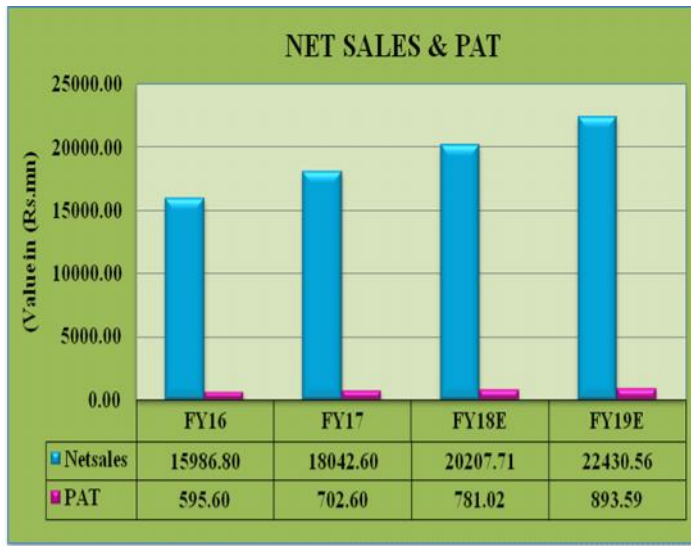 NET SALES & PAT
(Value in (Rs.mn)
25000.00
20000.00
15000.00
10000.00
5000.00
0.00
FY16 FY17 FY18E FY19E
Netsales 15986.80 18042.60 20207.71 22430.56
PAT 595.60 702.60 781.02 893.59